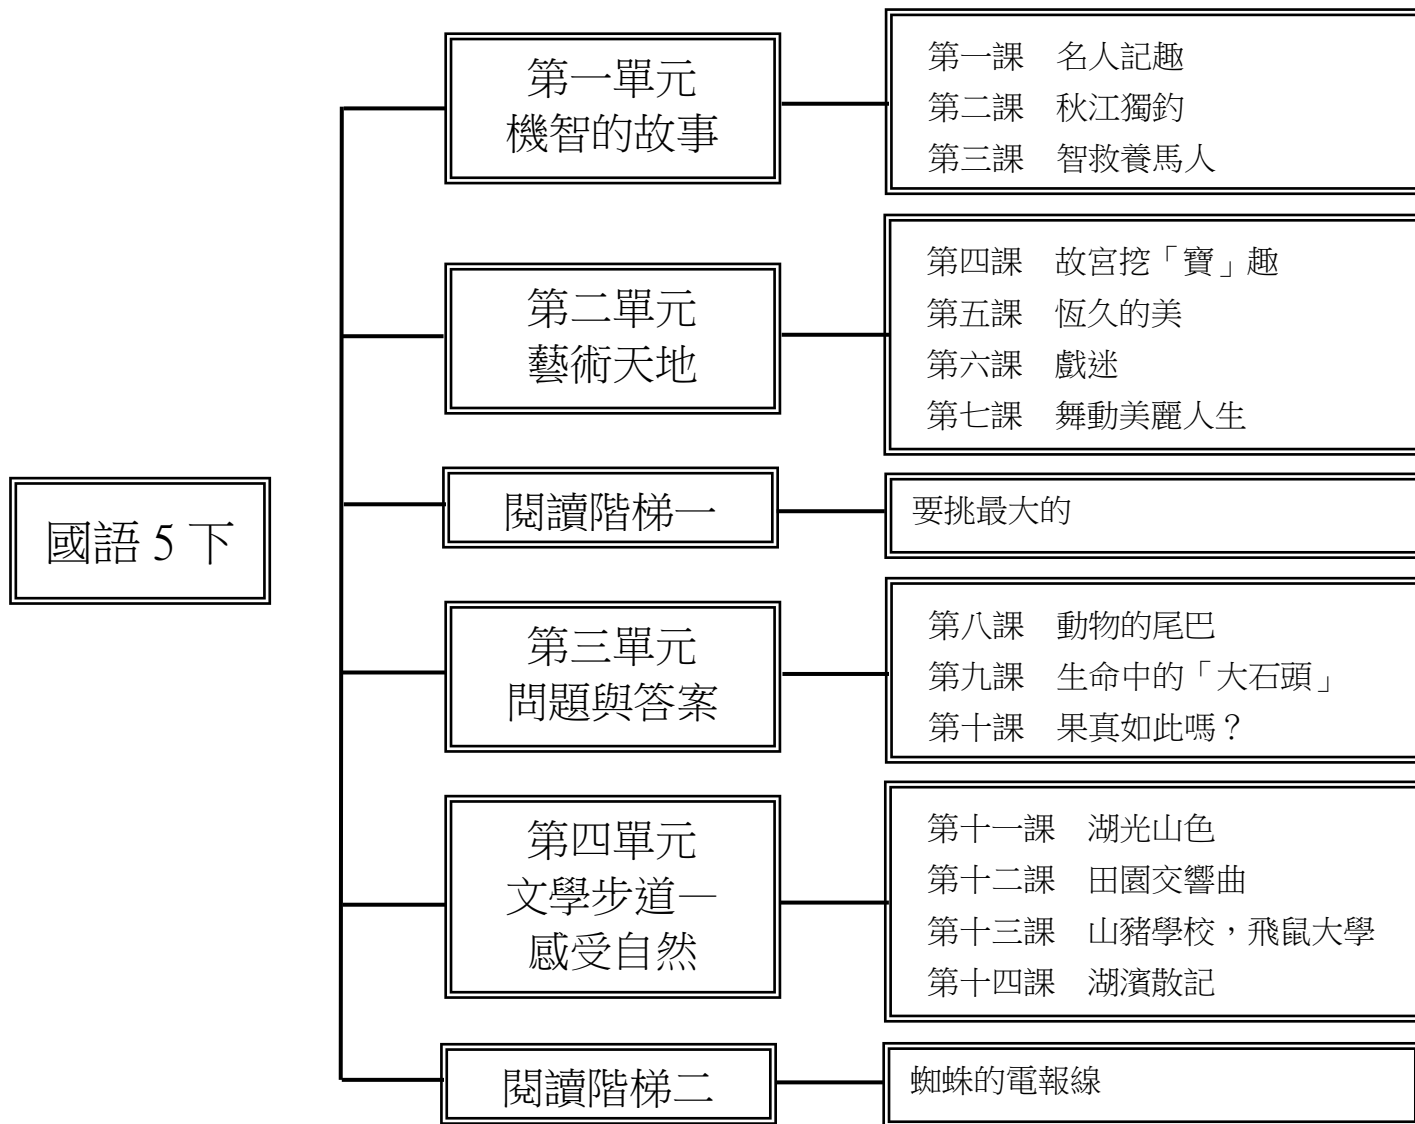 國語 5 下
第一單元
機智的故事
第一課　名人記趣
第二課　秋江獨釣
第三課　智救養馬人
第二單元
藝術天地
第四課　故宮挖「寶」趣
第五課　恆久的美
第六課　戲迷
第七課　舞動美麗人生
閱讀階梯一
要挑最大的
第三單元
問題與答案
第八課　動物的尾巴
第九課　生命中的「大石頭」
第十課　果真如此嗎？
第四單元
文學步道—
感受自然
第十一課　湖光山色
第十二課　田園交響曲
第十三課　山豬學校，飛鼠大學
第十四課　湖濱散記
閱讀階梯二
蜘蛛的電報線